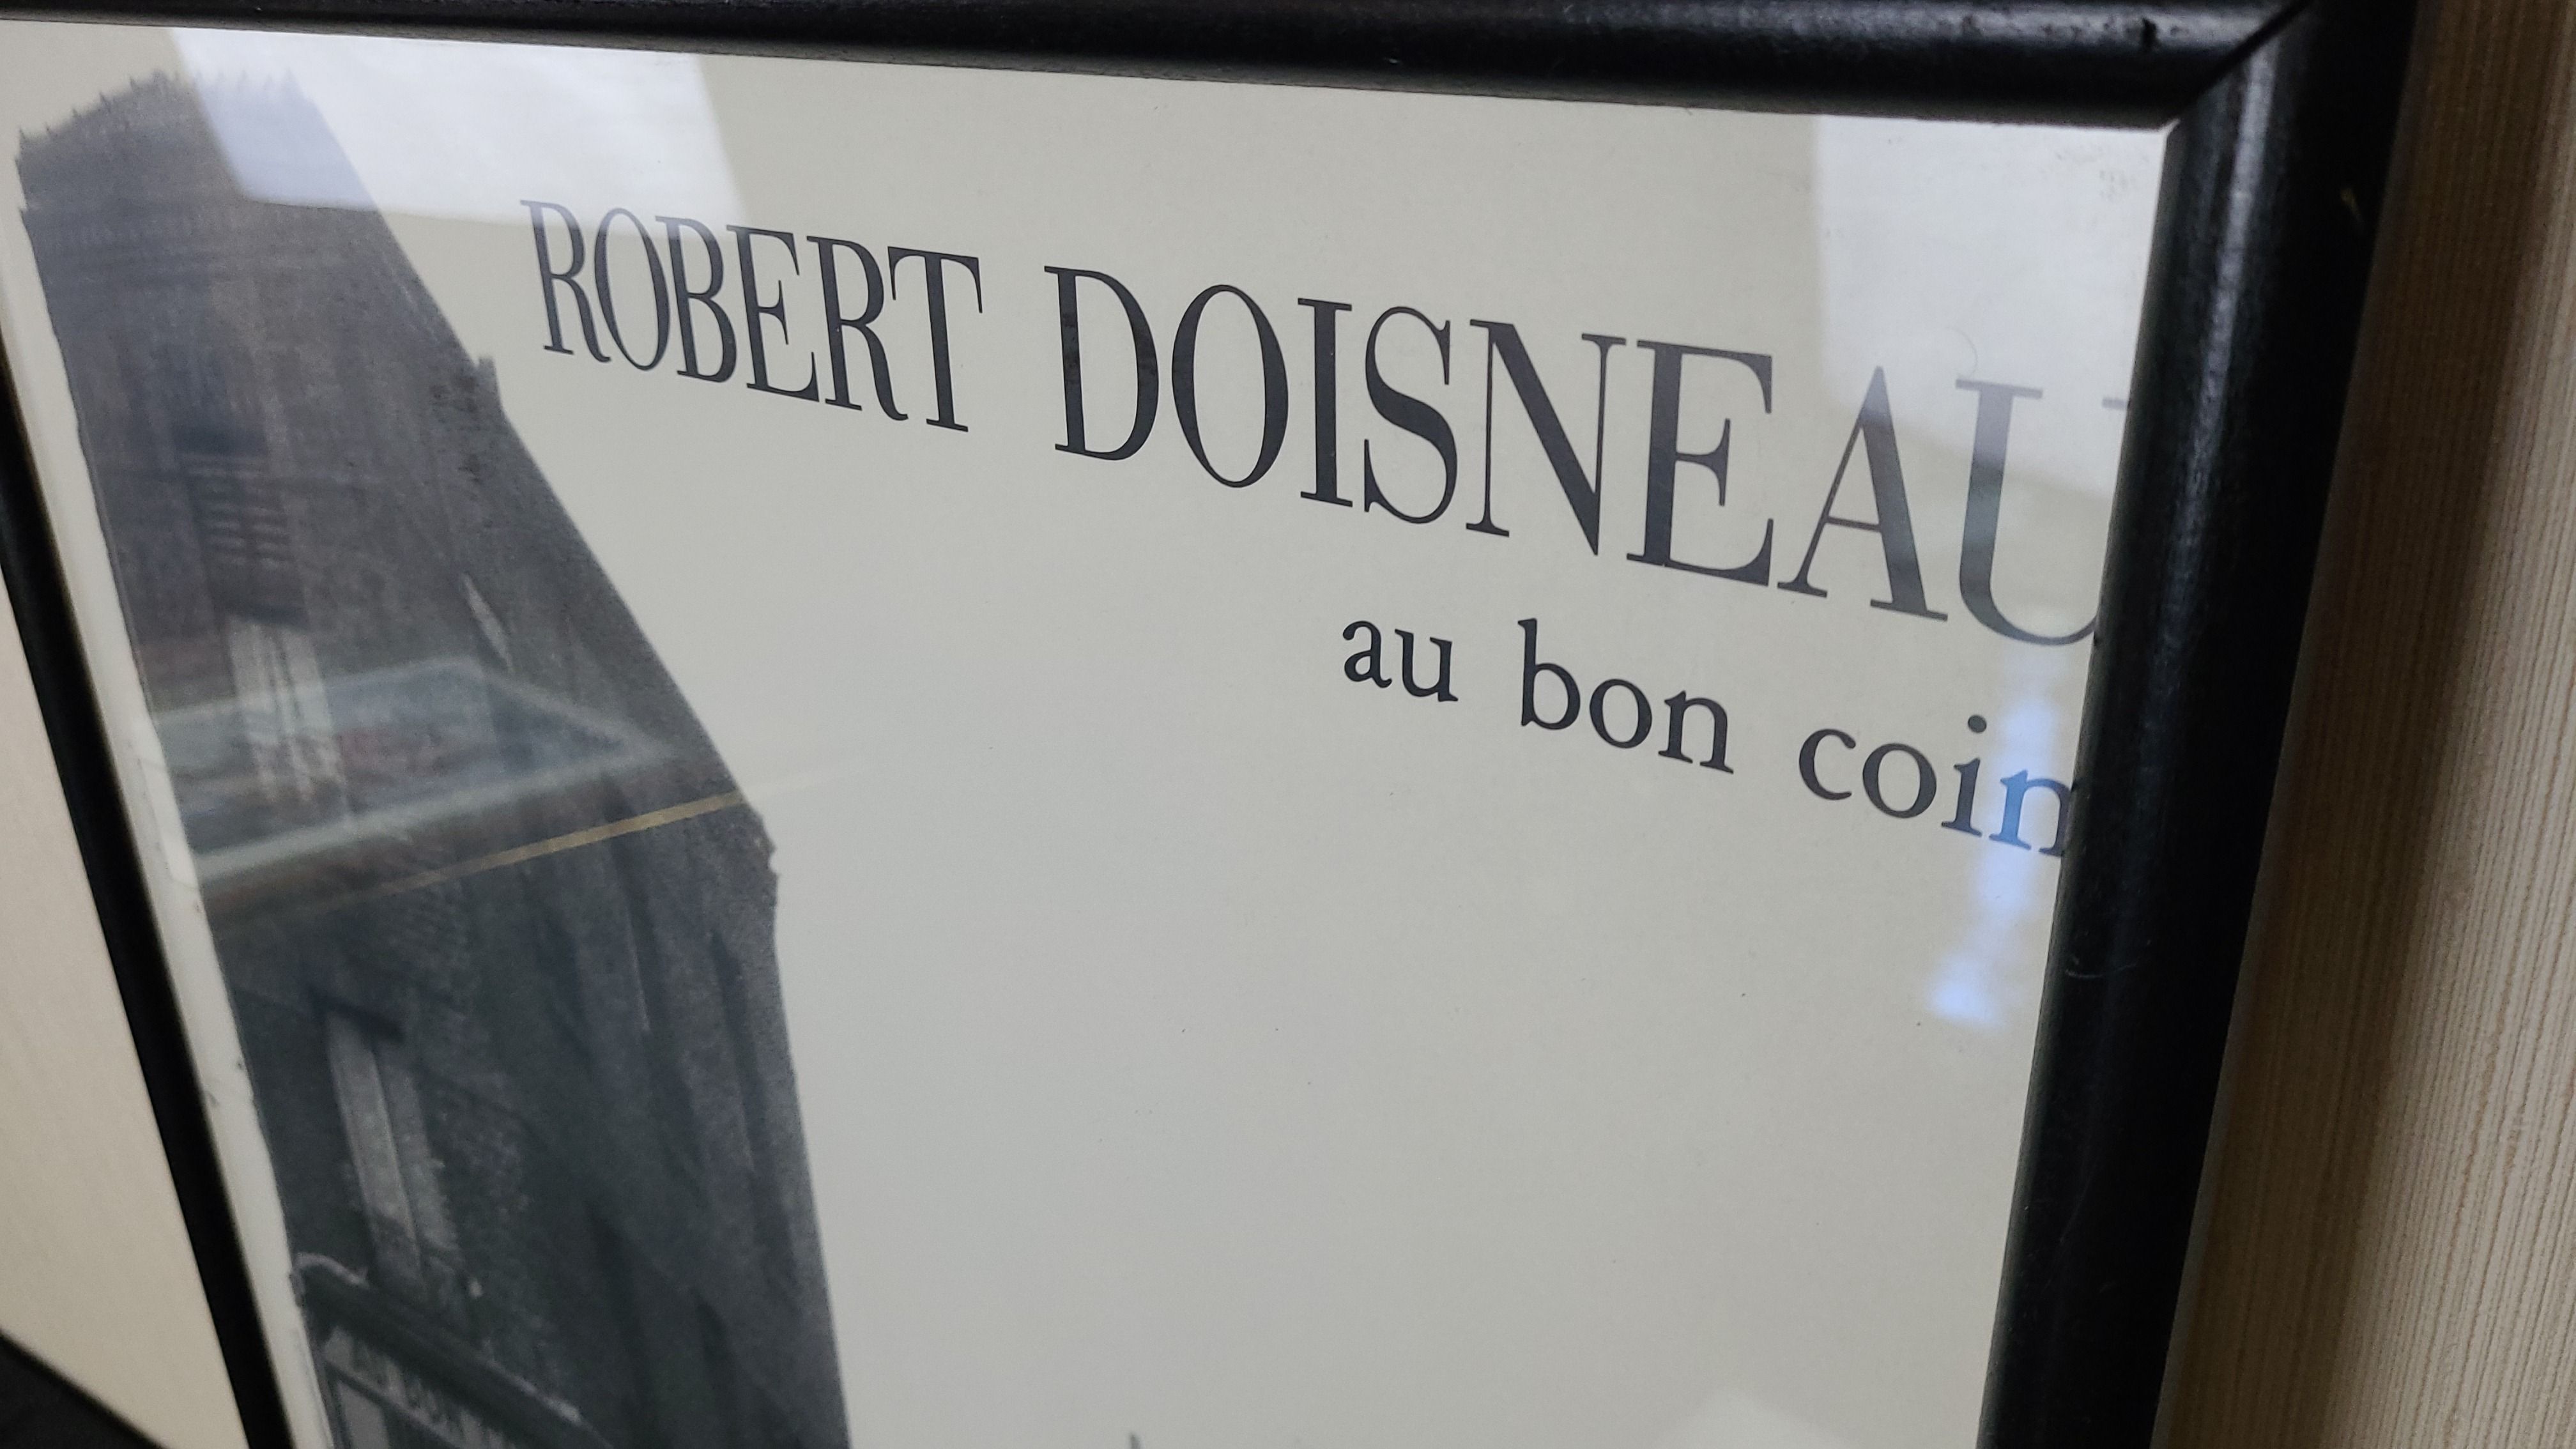 ROBERT DOISNEAU
au bon coin